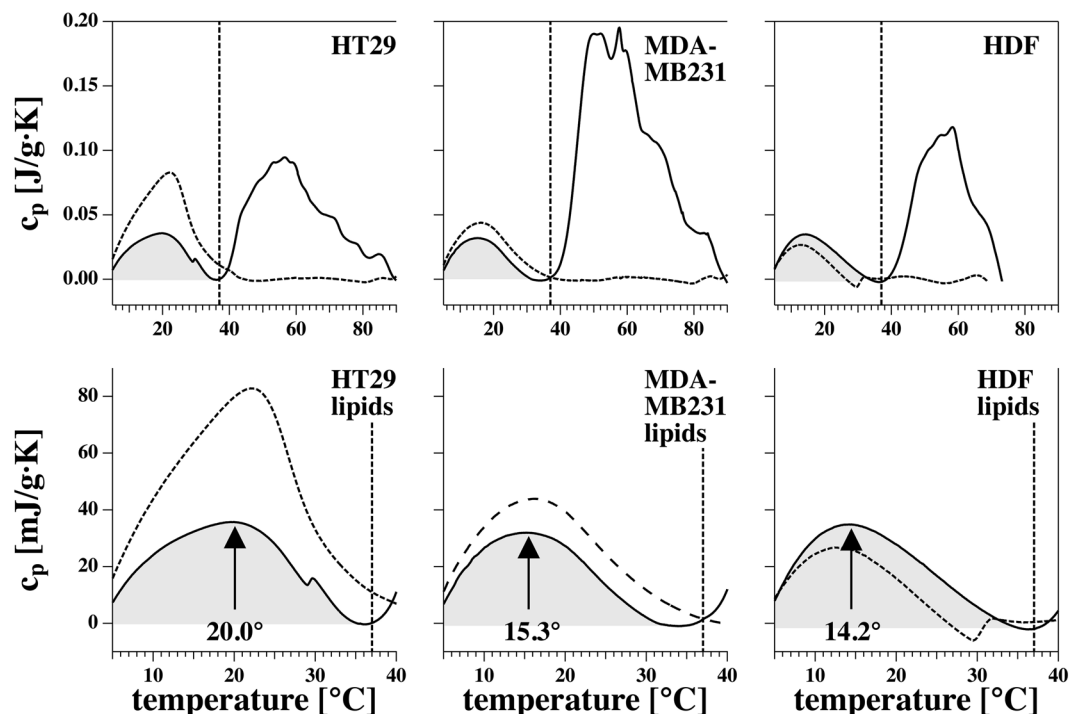 0.20
0.15
0.10
0.05
0.00
cp [J/g·K]
HT29
20 40 60 80
MDA-
MB231
20 40 60 80
HDF
20 40 60 80
80
60
40
20
0
cp [mJ/g·K]
HT29
lipids
20.0°
10 20 30 40
temperature [°C]
MDA-
MB231
lipids
15.3°
10 20 30 40
temperature [°C]
HDF
lipids
14.2°
10 20 30 40
temperature [°C]